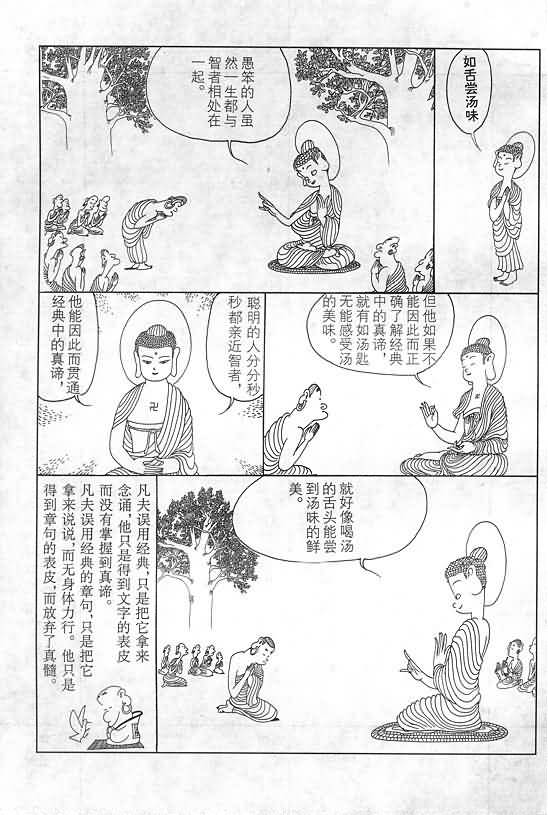 如舌尝汤味
愚笨的人虽
然一生都与
智者相处在
一起。
但他如果不
能因此而正
确了解经典
中的真谛，
就有如汤匙
无能感受汤
的美味。
聪明的人分分秒
秒都亲近智者，
他能因此而贯通
经典中的真谛，
就好像喝汤
的舌头能尝
到汤味的鲜
美。
凡夫误用经典，只是把它拿来
念诵，他只是得到文字的表皮
而没有掌握到真谛。
凡夫误用经典的章句，只是把它
拿来说说，而无身体力行。他只是
得到章句的表皮，而放弃了真髓。